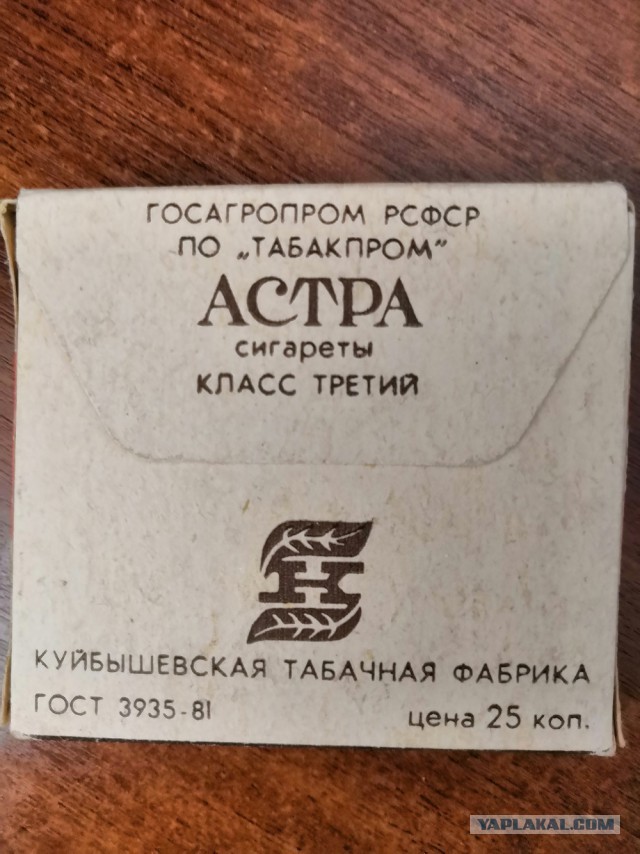 ГОСАГРОПРОМ РСФСР
ПО „ТАБАКПРОМ"
АСТРА
сигареты
КЛАСС ТРЕТИЙ
КУЙБЫШЕВСКАЯ ТАБАЧНАЯ ФАБРИКА
ГОСТ 3935-81 цена 25 коп.
YAPLAKAL.COM